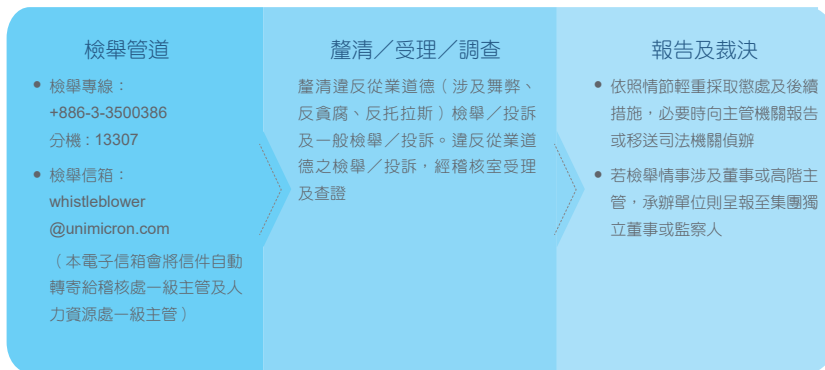 檢舉管道
● 檢舉專線：
+886-3-3500386
分機 : 13307
● 檢舉信箱：
whistleblower
@unimicron.com
（本電子信箱會將信件自動
轉寄給稽核處一級主管及人
力資源處一級主管）
釐清／受理／調查
釐清違反從業道德（涉及舞弊、
反貪腐、反托拉斯）檢舉／投訴
及一般檢舉／投訴。違反從業道
德之檢舉／投訴，經稽核室受理
及查證
報告及裁決
● 依照情節輕重採取懲處及後續
措施，必要時向主管機關報告
或移送司法機關偵辦
● 若檢舉情事涉及董事或高階主
管，承辦單位則呈報至集團獨
立董事或監察人